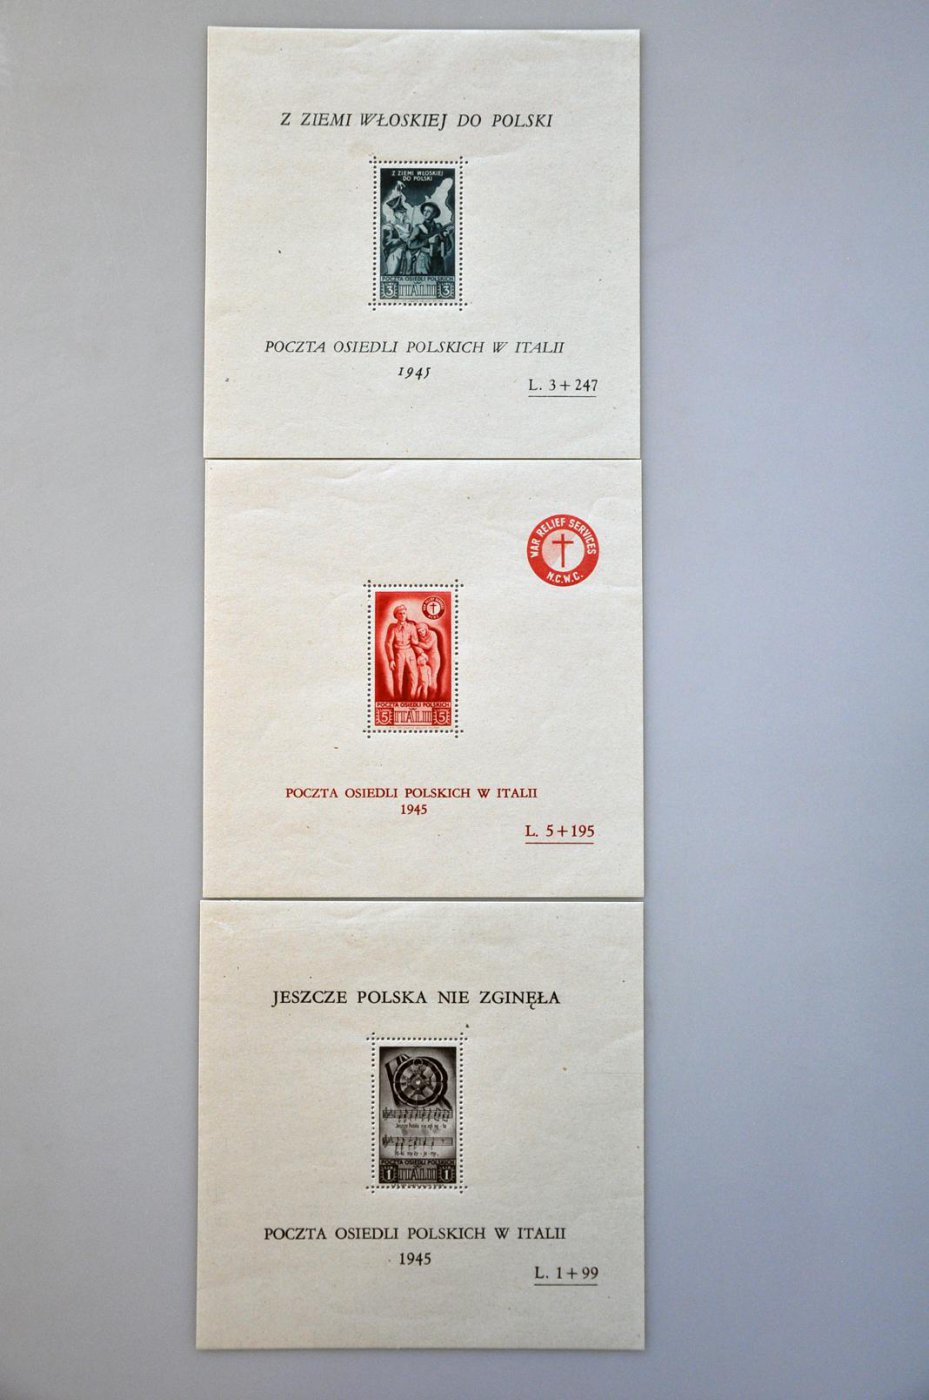 Z ZIEMI WŁOSKIEJ DO POLSKI
Z ZIEMI WŁOSKIEJ
DO POLSKI
POCZTA OSIEDLI POLSKICH
3 ITALII 3
POCZTA OSIEDLI POLSKICH W ITALII
1945
L. 3+247
WAR RELIEF SERVICES
N.C.W.C.
POCZTA OSIEDLI POLSKICH
5 ITALII 5
POCZTA OSIEDLI POLSKICH W ITALII
1945
L. 5+195
JESZCZE POLSKA NIE ZGINĘŁA
POCZTA OSIEDLI POLSKICH
1 ITALII 1
POCZTA OSIEDLI POLSKICH W ITALII
1945
L. 1+99